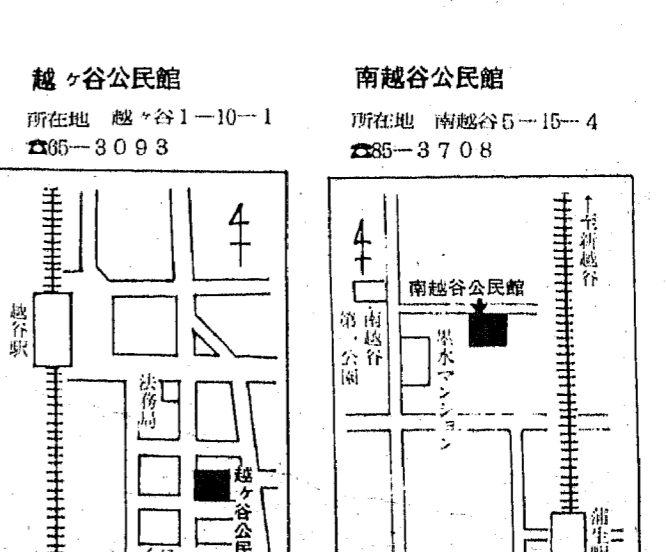 越ヶ谷公民館
所在地 越ヶ谷1―10―1
☎65―3093
越谷駅
法務局
越ヶ谷公民
南越谷公民館
所在地 南越谷5―15―4
☎85―3708
↑至新越谷
南越谷公民館
南越谷
第一公園
黒水マンション
蒲生駅